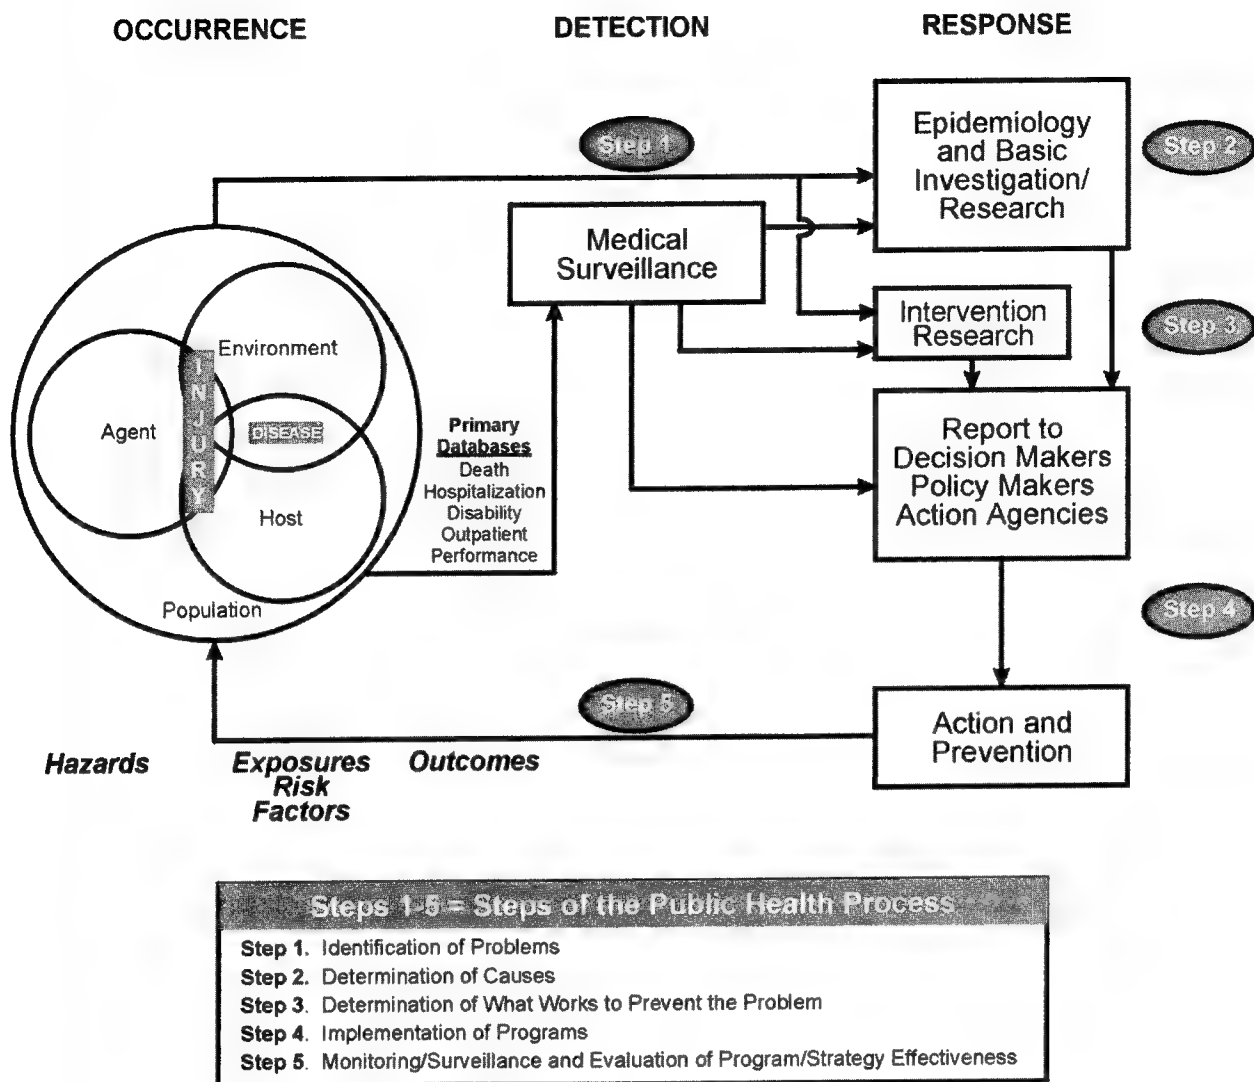 OCCURRENCE
DETECTION
RESPONSE
Step 1
Epidemiology
and Basic
Investigation/
Research
Step 2
Medical
Surveillance
Intervention
Research
Step 3
Environment
Agent
INJURY
DISEASE
Host
Population
Primary
Databases
Death
Hospitalization
Disability
Outpatient
Performance
Report to
Decision Makers
Policy Makers
Action Agencies
Step 4
Step 5
Action and
Prevention
Hazards
Exposures
Risk
Factors
Outcomes
Steps 1-5 = Steps of the Public Health Process
Step 1. Identification of Problems
Step 2. Determination of Causes
Step 3. Determination of What Works to Prevent the Problem
Step 4. Implementation of Programs
Step 5. Monitoring/Surveillance and Evaluation of Program/Strategy Effectiveness